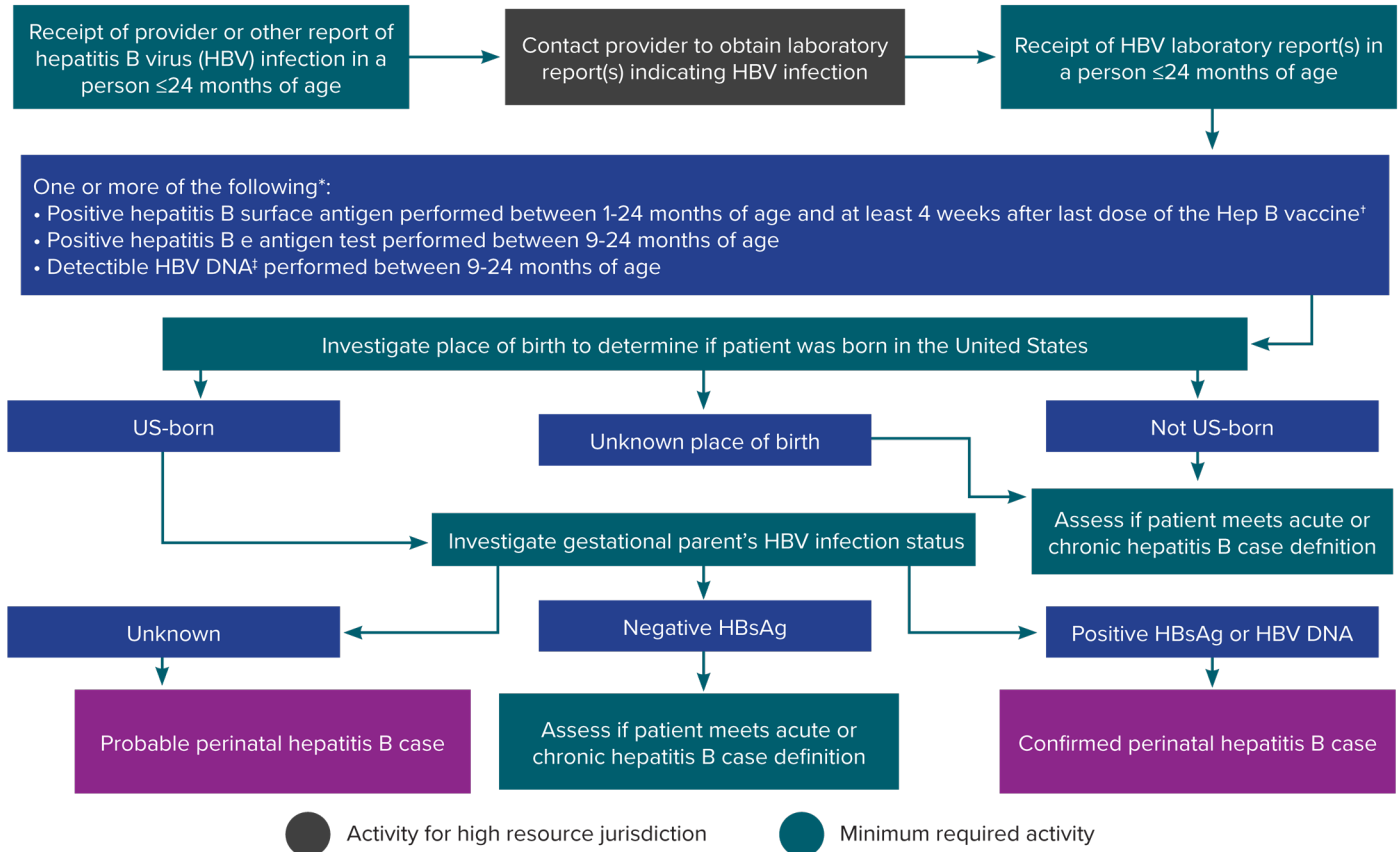 Receipt of provider or other report of
hepatitis B virus (HBV) infection in a
person ≤24 months of age
Contact provider to obtain laboratory
report(s) indicating HBV infection
Receipt of HBV laboratory report(s) in
a person ≤24 months of age
One or more of the following*:
• Positive hepatitis B surface antigen performed between 1-24 months of age and at least 4 weeks after last dose of the Hep B vaccine†
• Positive hepatitis B e antigen test performed between 9-24 months of age
• Detectible HBV DNA‡ performed between 9-24 months of age
Investigate place of birth to determine if patient was born in the United States
US-born
Unknown place of birth
Not US-born
Assess if patient meets acute or
chronic hepatitis B case defnition
Investigate gestational parent's HBV infection status
Unknown
Negative HBsAg
Positive HBsAg or HBV DNA
Probable perinatal hepatitis B case
Assess if patient meets acute or
chronic hepatitis B case definition
Confirmed perinatal hepatitis B case
Activity for high resource jurisdiction
Minimum required activity